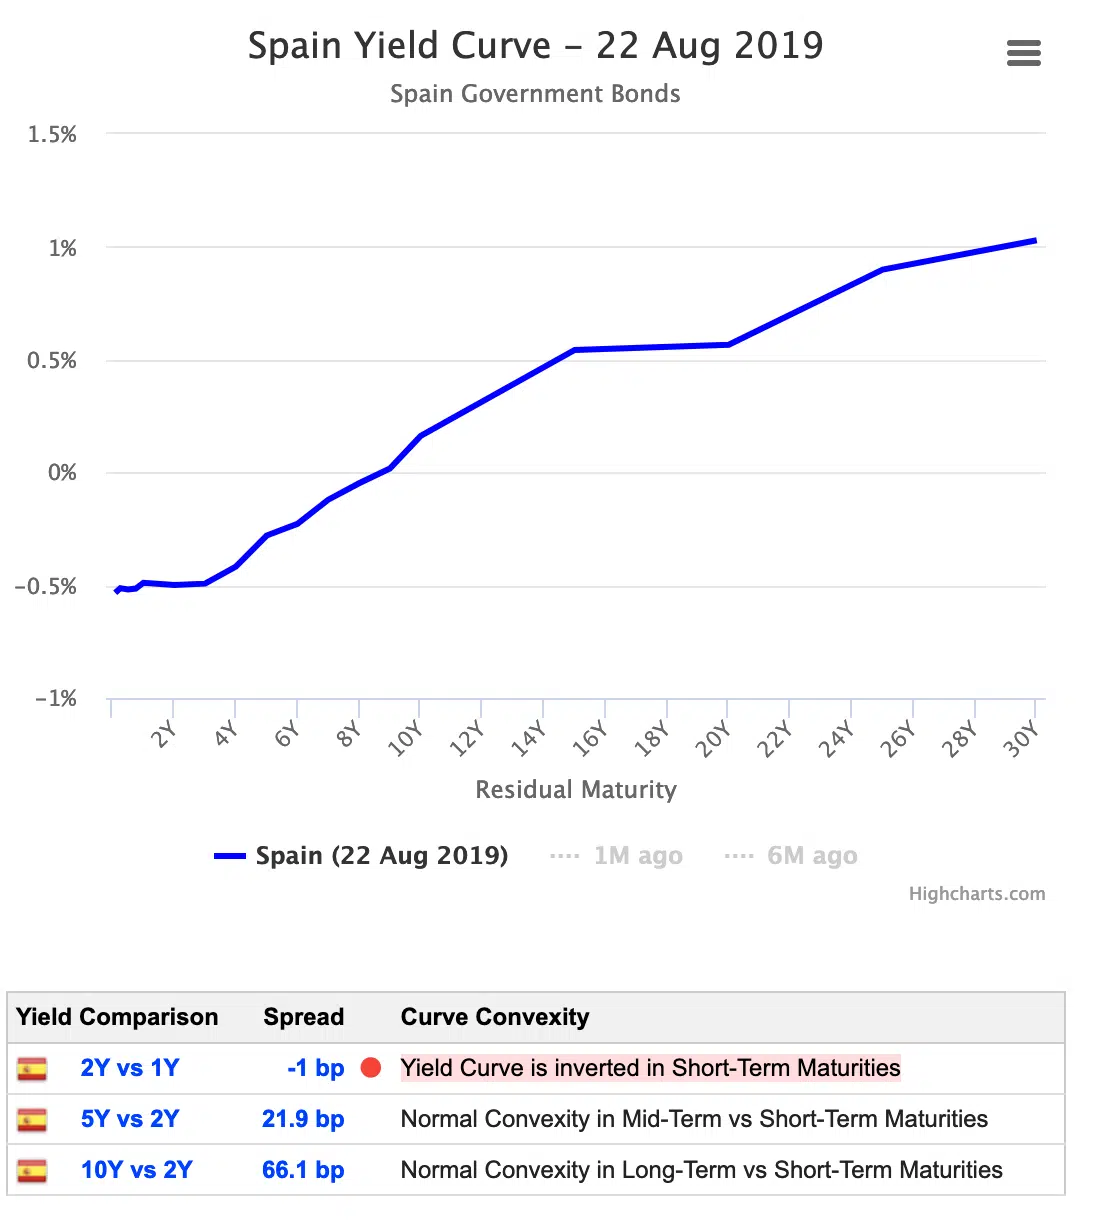 Spain Yield Curve – 22 Aug 2019
Spain Government Bonds
1.5%
1%
0.5%
0%
−0.5%
−1%
2Y 4Y 6Y 8Y 10Y 12Y 14Y 16Y 18Y 20Y 22Y 24Y 26Y 28Y 30Y
Residual Maturity
Spain (22 Aug 2019) 1M ago 6M ago
Highcharts.com
Yield Comparison Spread Curve Convexity
2Y vs 1Y -1 bp Yield Curve is inverted in Short-Term Maturities
5Y vs 2Y 21.9 bp Normal Convexity in Mid-Term vs Short-Term Maturities
10Y vs 2Y 66.1 bp Normal Convexity in Long-Term vs Short-Term Maturities